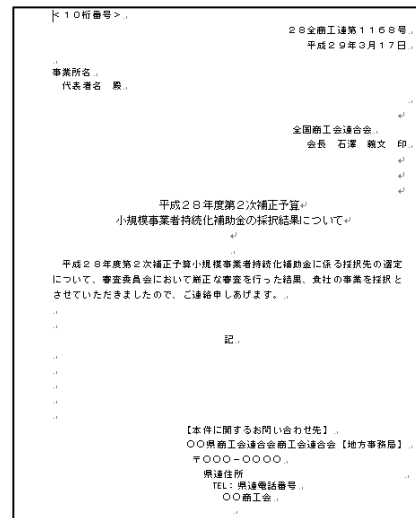 <10桁番号>
28全商工連第1168号
平成29年3月17日
事業所名
代表者名　殿
全国商工会連合会
会長　石澤　義文　印
平成28年度第2次補正予算
小規模事業者持続化補助金の採択結果について
平成28年度第2次補正予算小規模事業者持続化補助金に係る採択先の選定
について、審査委員会において厳正な審査を行った結果、貴社の事業を採択と
させていただきましたので、ご連絡申しあげます。
記
【本件に関するお問い合わせ先】
〇〇県商工会連合会商工会連合会【地方事務局】
〒〇〇〇-〇〇〇〇
県連住所
TEL：県連電話番号
〇〇商工会